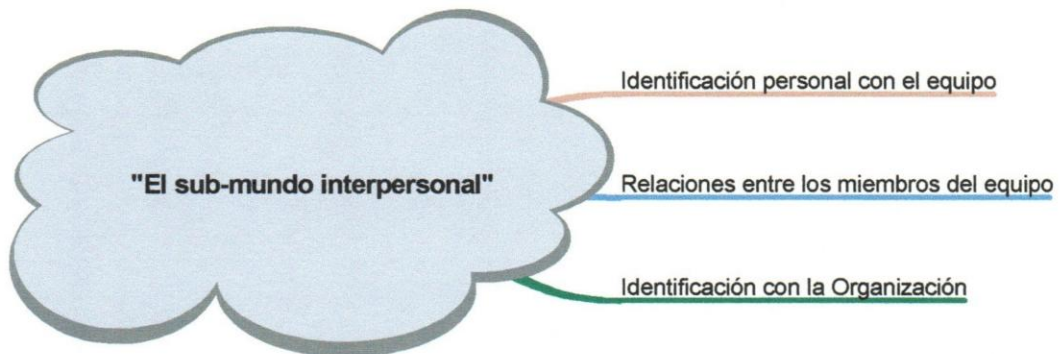 Identificación personal con el equipo
"El sub-mundo interpersonal"
Relaciones entre los miembros del equipo
Identificación con la Organización